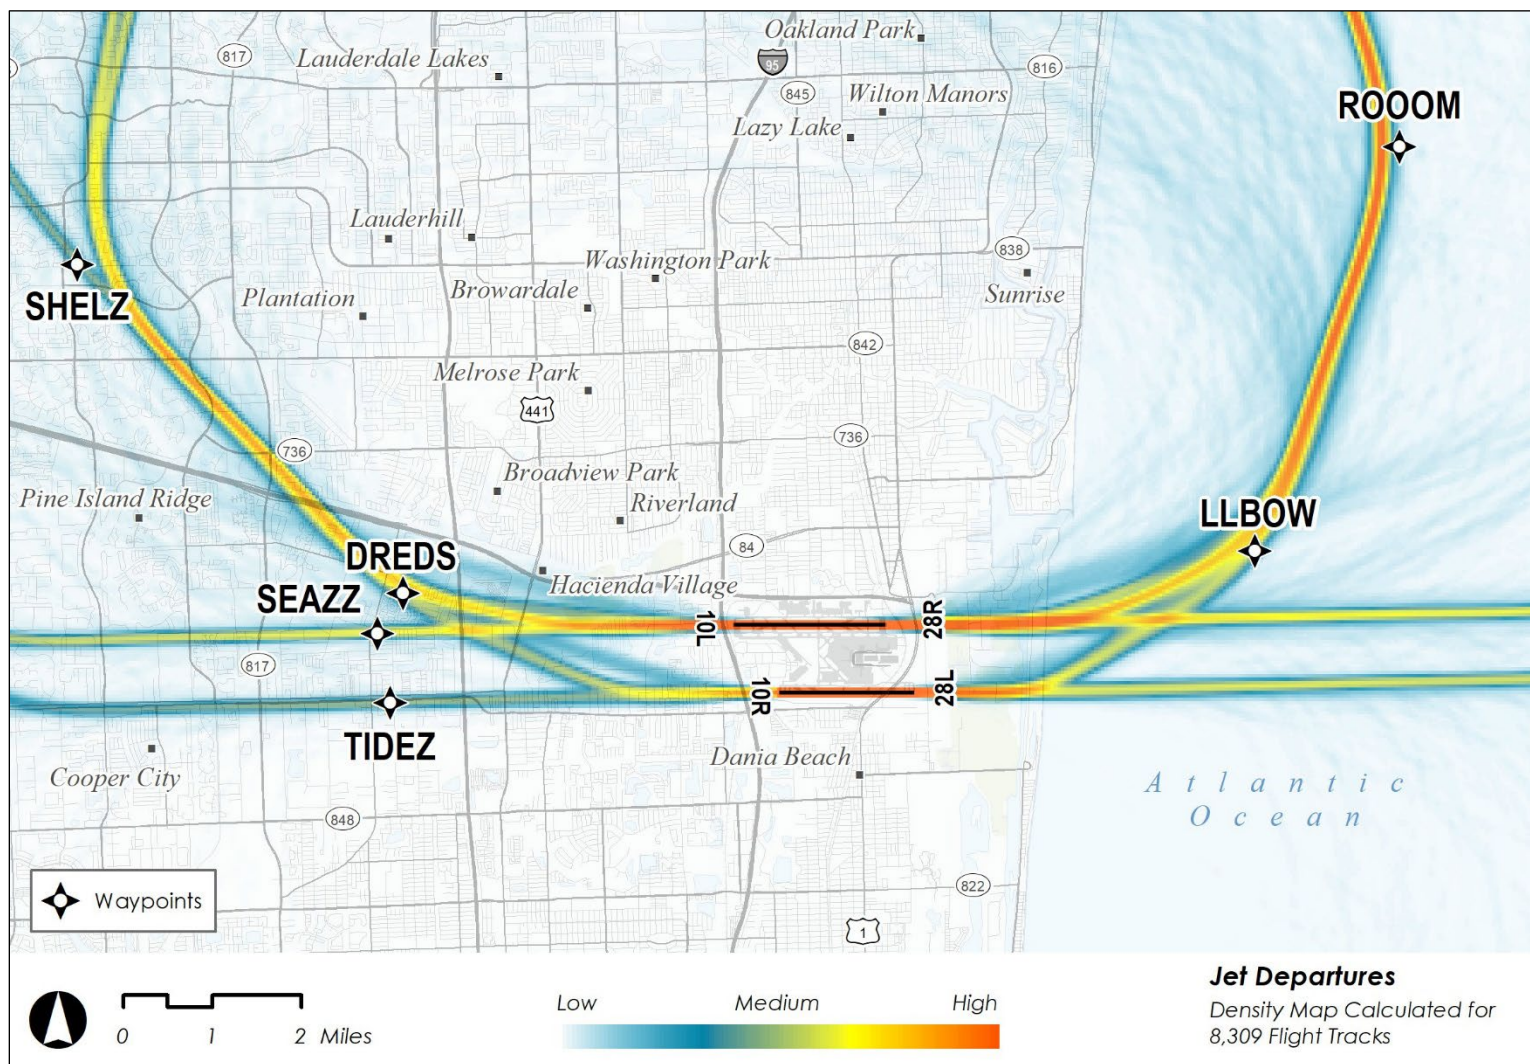 Oakland Park
817
Lauderdale Lakes
95
816
845
Wilton Manors
ROOOM
Lazy Lake
Lauderhill
838
Washington Park
SHELZ
Plantation
Browardale
Sunrise
842
Melrose Park
441
736
736
Broadview Park
Pine Island Ridge
Riverland
LLBOW
84
DREDS
Hacienda Village
SEAZZ
10L
28R
817
10R
28L
TIDEZ
Dania Beach
Cooper City
Atlantic
Ocean
848
822
Waypoints
1
Jet Departures
Low Medium High
Density Map Calculated for
8,309 Flight Tracks
0 1 2 Miles